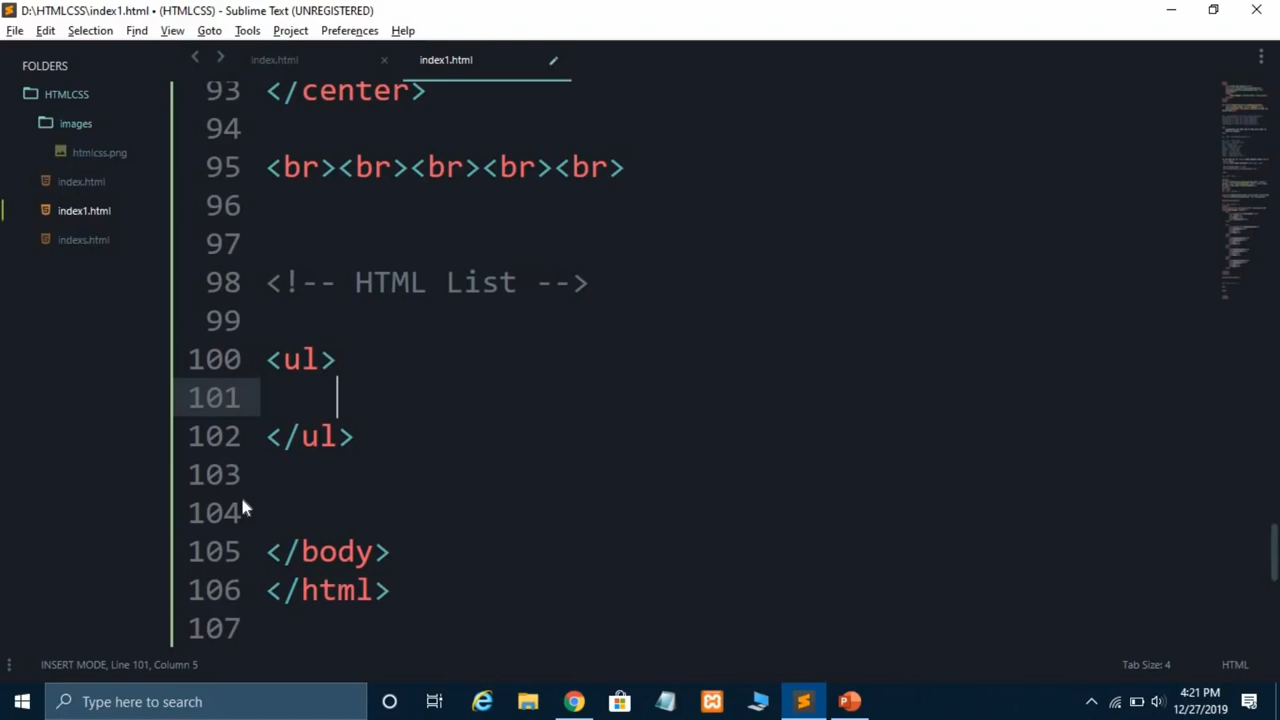 D:\HTMLCSS\index1.html • (HTMLCSS) - Sublime Text (UNREGISTERED)
File Edit Selection Find View Goto Tools Project Preferences Help
FOLDERS
HTMLCSS
images
htmlcss.png
index.html
index1.html
indexs.html
index.html
index1.html
93 </center>
94
95 <br><br><br><br><br>
96
97
98 <!-- HTML List -->
99
100 <ul>
101
102 </ul>
103
104
105 </body>
106 </html>
107
INSERT MODE, Line 101, Column 5
Tab Size: 4
HTML
Type here to search
4:21 PM
12/27/2019